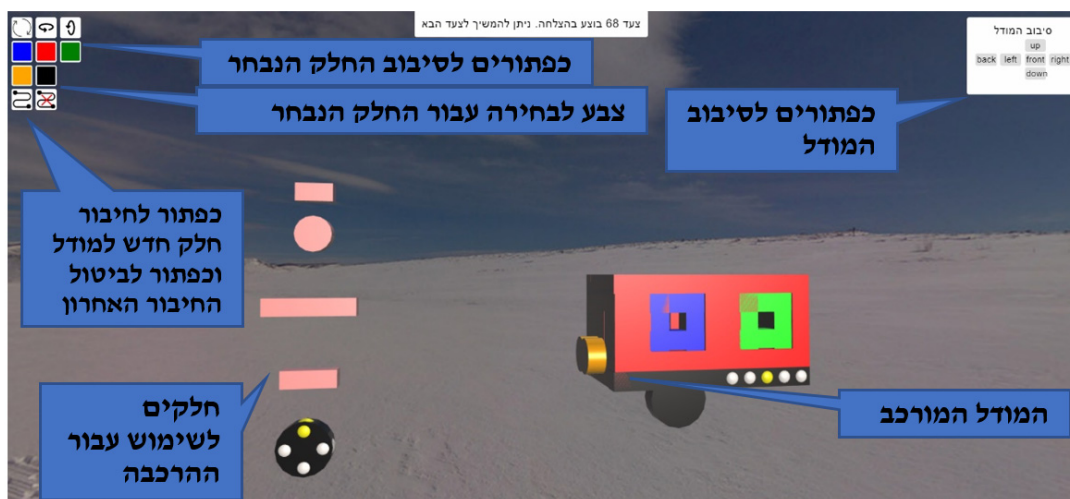 צעד 68 בוצע בהצלחה. ניתן להמשיך לצעד הבא
סיבוב המודל
up
back left front right
down
כפתורים לסיבוב החלק הנבחר
צבע לבחירה עבור החלק הנבחר
כפתורים לסיבוב
המודל
כפתור לחיבור
חלק חדש למודל
וכפתור לביטול
החיבור האחרון
חלקים
לשימוש עבור
ההרכבה
המודל המורכב